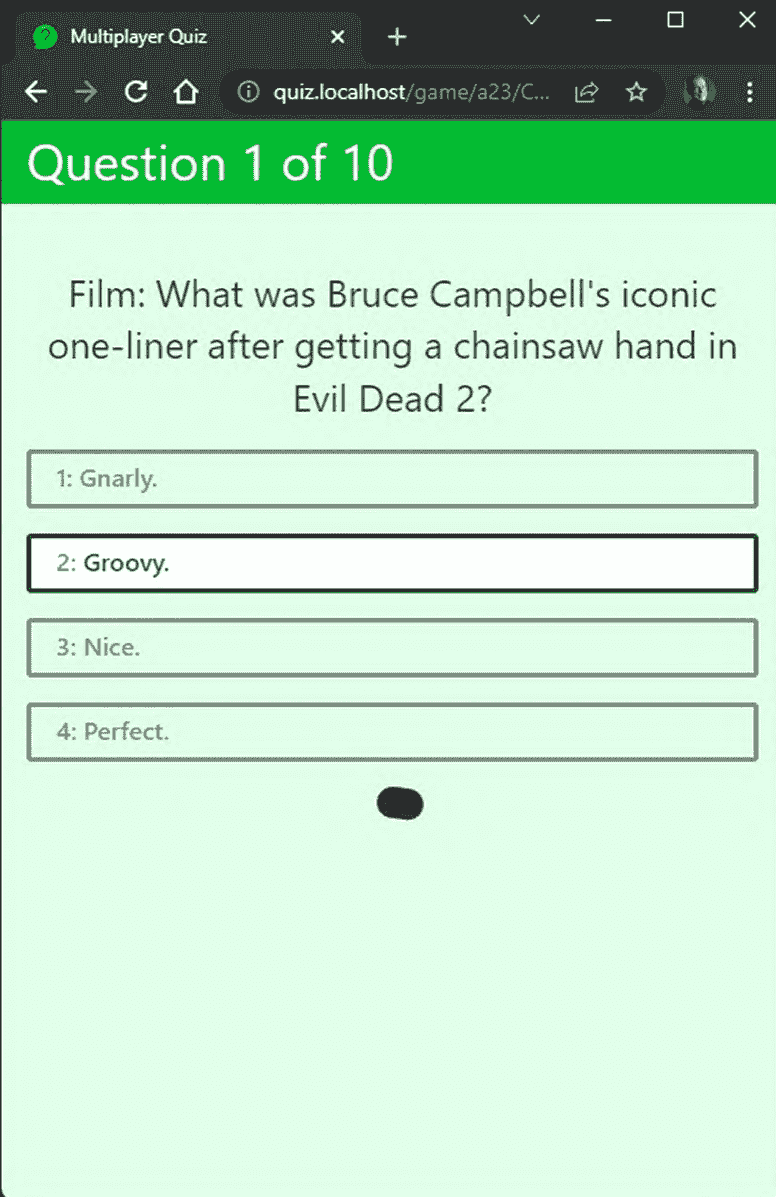 Multiplayer Quiz
quiz.localhost/game/a23/C...
Question 1 of 10
Film: What was Bruce Campbell's iconic
one-liner after getting a chainsaw hand in
Evil Dead 2?
1: Gnarly.
2: Groovy.
3: Nice.
4: Perfect.